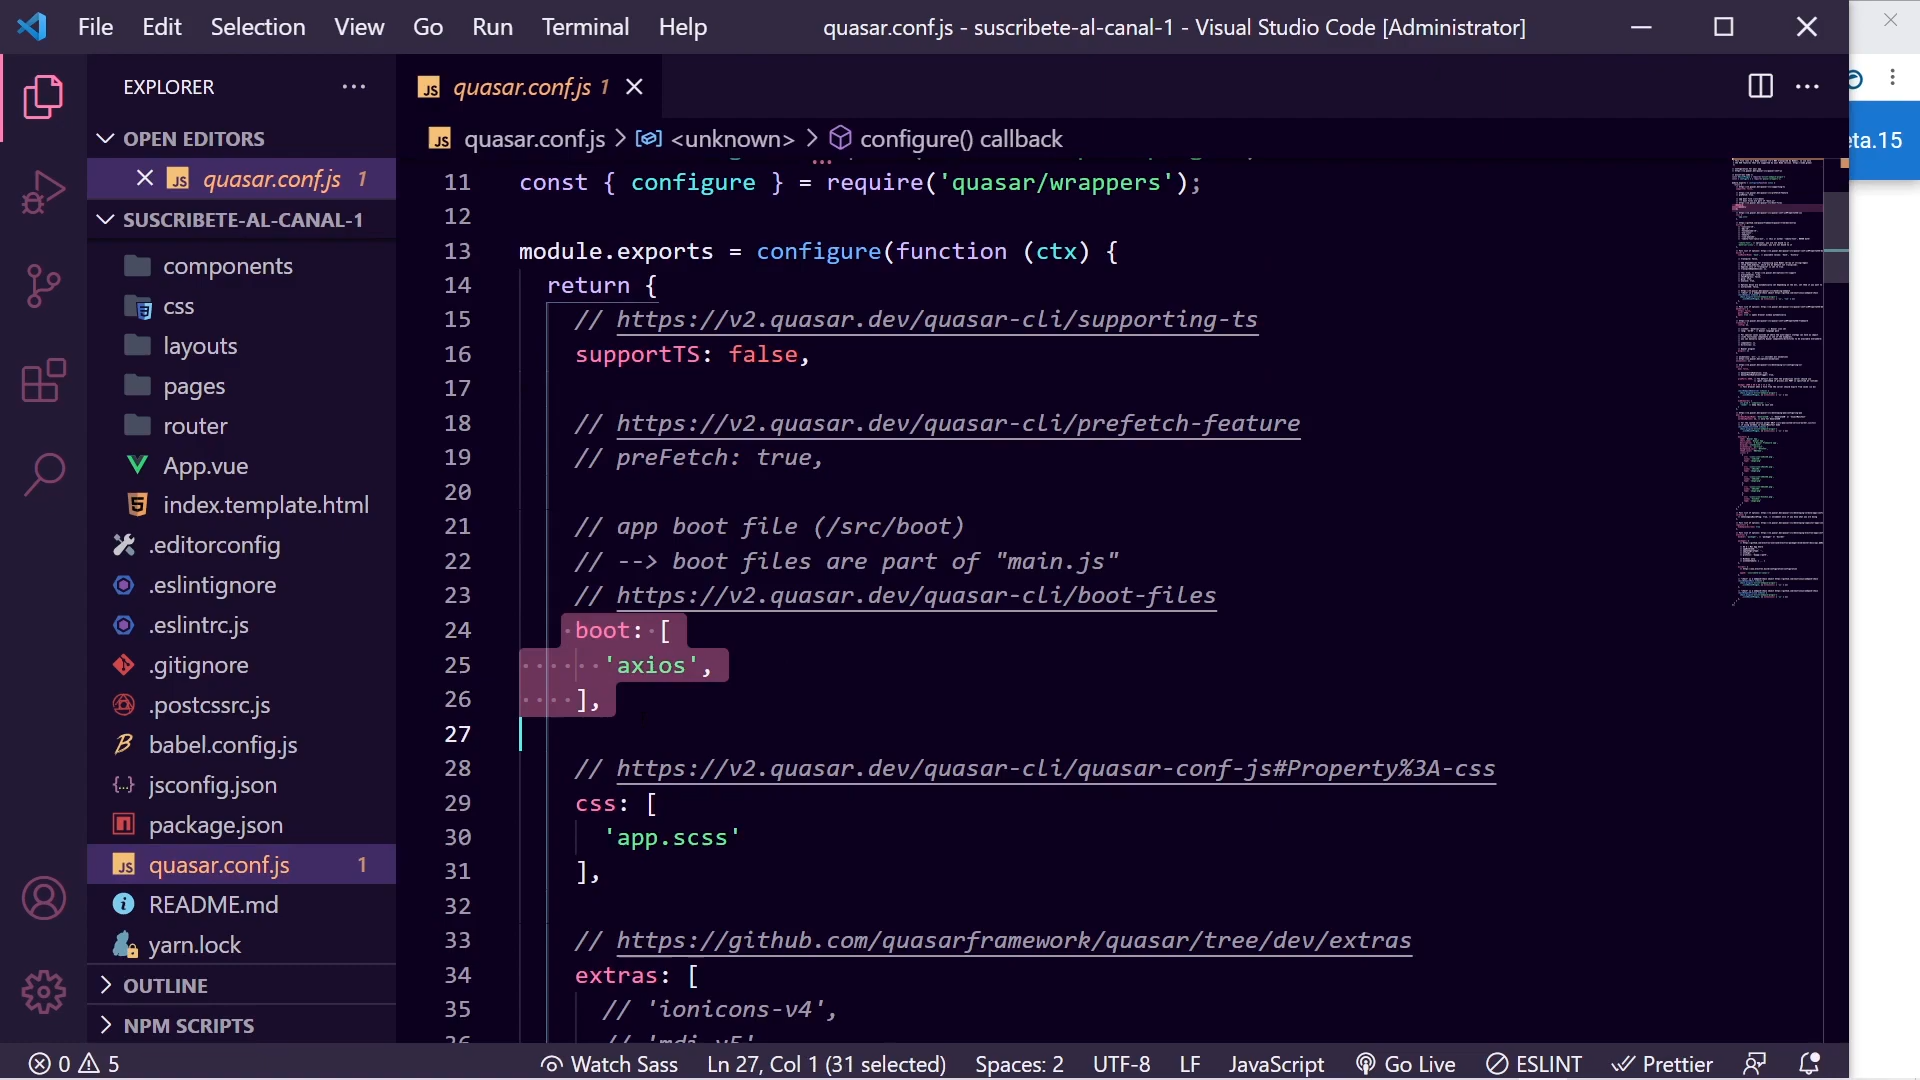 File Edit Selection View Go Run Terminal Help quasar.conf.js - suscribete-al-canal-1 - Visual Studio Code [Administrator]
EXPLORER
quasar.conf.js 1
OPEN EDITORS
quasar.conf.js > <unknown> > configure() callback
eta.15
quasar.conf.js 1
SUSCRIBETE-AL-CANAL-1
components
css
layouts
pages
router
App.vue
index.template.html
.editorconfig
.eslintignore
.eslintrc.js
.gitignore
.postcssrc.js
babel.config.js
jsconfig.json
package.json
quasar.conf.js 1
README.md
yarn.lock
OUTLINE
NPM SCRIPTS
11 const { configure } = require('quasar/wrappers');
12
13 module.exports = configure(function (ctx) {
14 return {
15 // https://v2.quasar.dev/quasar-cli/supporting-ts
16 supportTS: false,
17
18 // https://v2.quasar.dev/quasar-cli/prefetch-feature
19 // preFetch: true,
20
21 // app boot file (/src/boot)
22 // --> boot files are part of "main.js"
23 // https://v2.quasar.dev/quasar-cli/boot-files
24 boot: [
25 'axios',
26 ],
27
28 // https://v2.quasar.dev/quasar-cli/quasar-conf-js#Property%3A-css
29 css: [
30 'app.scss'
31 ],
32
33 // https://github.com/quasarframework/quasar/tree/dev/extras
34 extras: [
35 // 'ionicons-v4',
0 5 Watch Sass Ln 27, Col 1 (31 selected) Spaces: 2 UTF-8 LF JavaScript Go Live ESLINT Prettier